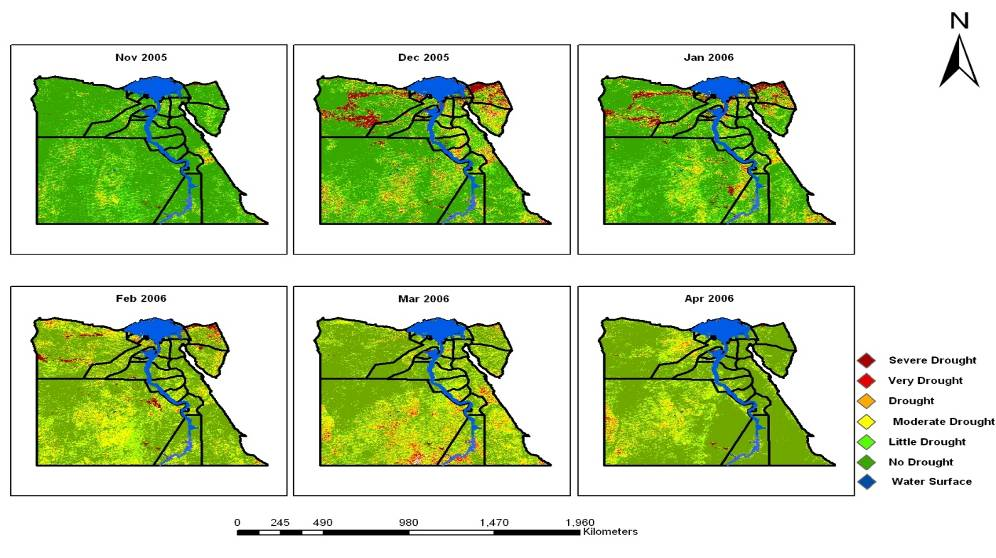 N
Nov 2005
Dec 2005
Jan 2006
Feb 2006
Mar 2006
Apr 2006
Severe Drought
Very Drought
Drought
Moderate Drought
Little Drought
No Drought
Water Surface
0 245 490 980 1,470 1,960
Kilometers